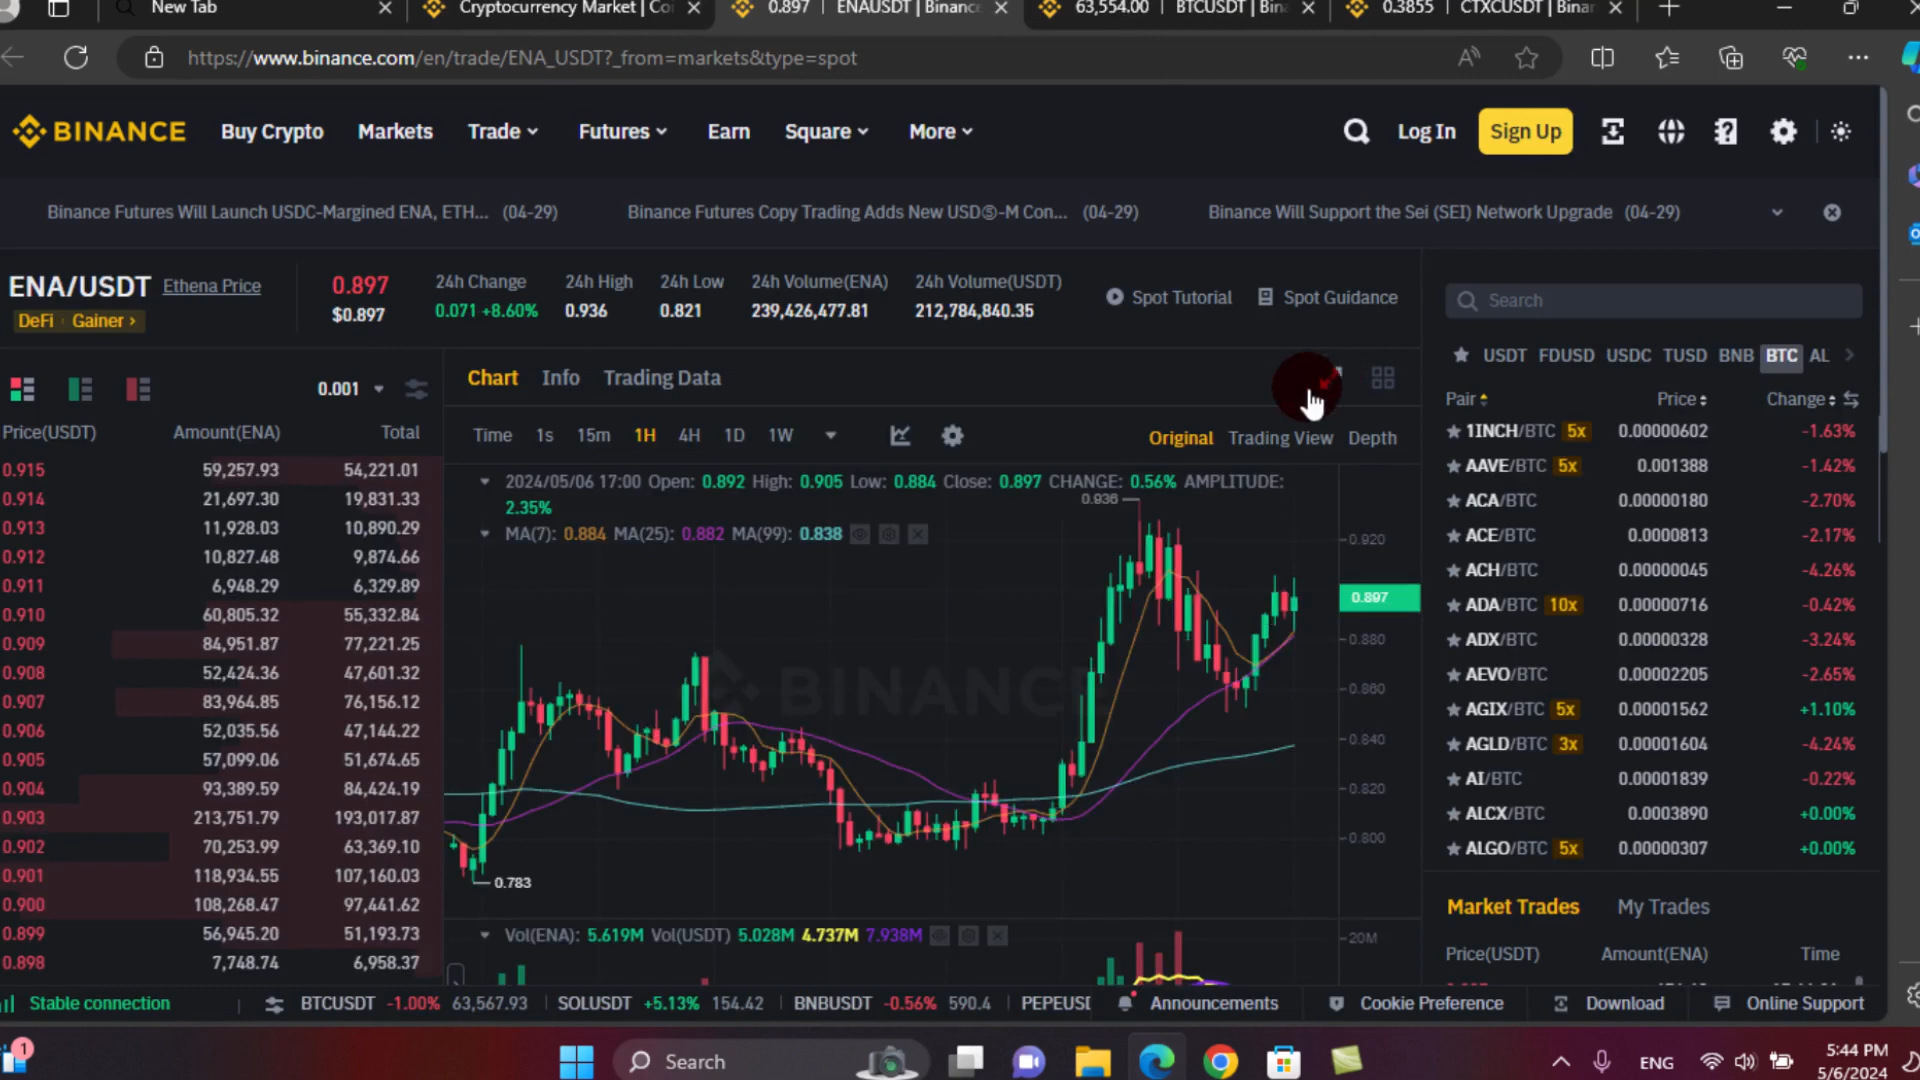 New Tab
Cryptocurrency Market | Coi
0.897 | ENAUSDT | Binance
63,554.00 | BTCUSDT | Bin
0.3855 | CTXCUSDT | Binan
https://www.binance.com/en/trade/ENA_USDT?_from=markets&type=spot
BINANCE
Buy Crypto
Markets
Trade
Futures
Earn
Square
More
Log In
Sign Up
Binance Futures Will Launch USDC-Margined ENA, ETH... (04-29)
Binance Futures Copy Trading Adds New USDⓈ-M Con... (04-29)
Binance Will Support the Sei (SEI) Network Upgrade (04-29)
ENA/USDT Ethena Price
DeFi Gainer >
0.897
$0.897
24h Change
0.071 +8.60%
24h High
0.936
24h Low
0.821
24h Volume(ENA)
239,426,477.81
24h Volume(USDT)
212,784,840.35
Spot Tutorial
Spot Guidance
0.001
Price(USDT) Amount(ENA) Total
0.915 59,257.93 54,221.01
0.914 21,697.30 19,831.33
0.913 11,928.03 10,890.29
0.912 10,827.48 9,874.66
0.911 6,948.29 6,329.89
0.910 60,805.32 55,332.84
0.909 84,951.87 77,221.25
0.908 52,424.36 47,601.32
0.907 83,964.85 76,156.12
0.906 52,035.56 47,144.22
0.905 57,099.06 51,674.65
0.904 93,389.59 84,424.19
0.903 213,751.79 193,017.87
0.902 70,253.99 63,369.10
0.901 118,934.55 107,160.03
0.900 108,268.47 97,441.62
0.899 56,945.20 51,193.73
0.898 7,748.74 6,958.37
Chart Info Trading Data
Time 1s 15m 1H 4H 1D 1W
Original Trading View Depth
2024/05/06 17:00 Open: 0.892 High: 0.905 Low: 0.884 Close: 0.897 CHANGE: 0.56% AMPLITUDE:
2.35%
MA(7): 0.884 MA(25): 0.882 MA(99): 0.838
0.936
0.920
0.897
0.880
0.860
0.840
0.820
0.800
0.783
BINANCE
Vol(ENA): 5.619M Vol(USDT) 5.028M 4.737M 7.938M
20M
Search
USDT FDUSD USDC TUSD BNB BTC AL
Pair Price Change
1INCH/BTC 5x 0.00000602 -1.63%
AAVE/BTC 5x 0.001388 -1.42%
ACA/BTC 0.00000180 -2.70%
ACE/BTC 0.0000813 -2.17%
ACH/BTC 0.00000045 -4.26%
ADA/BTC 10x 0.00000716 -0.42%
ADX/BTC 0.00000328 -3.24%
AEVO/BTC 0.00002205 -2.65%
AGIX/BTC 5x 0.00001562 +1.10%
AGLD/BTC 3x 0.00001604 -4.24%
AI/BTC 0.00001839 -0.22%
ALCX/BTC 0.0003890 +0.00%
ALGO/BTC 5x 0.00000307 +0.00%
Market Trades My Trades
Price(USDT) Amount(ENA) Time
Stable connection
BTCUSDT -1.00% 63,567.93
SOLUSDT +5.13% 154.42
BNBUSDT -0.56% 590.4
PEPEUSD
Announcements
Cookie Preference
Download
Online Support
1
Search
ENG
5:44 PM
5/6/2024